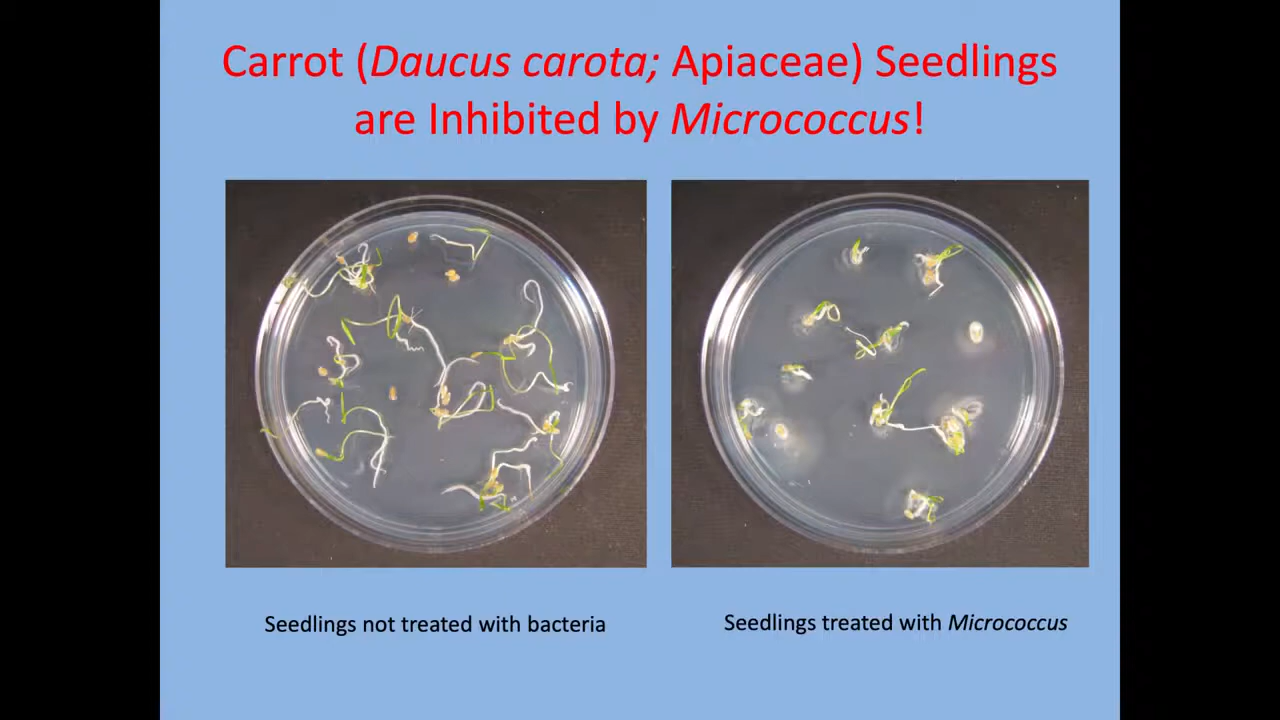 Carrot (Daucus carota; Apiaceae) Seedlings
are Inhibited by Micrococcus!
Seedlings not treated with bacteria
Seedlings treated with Micrococcus